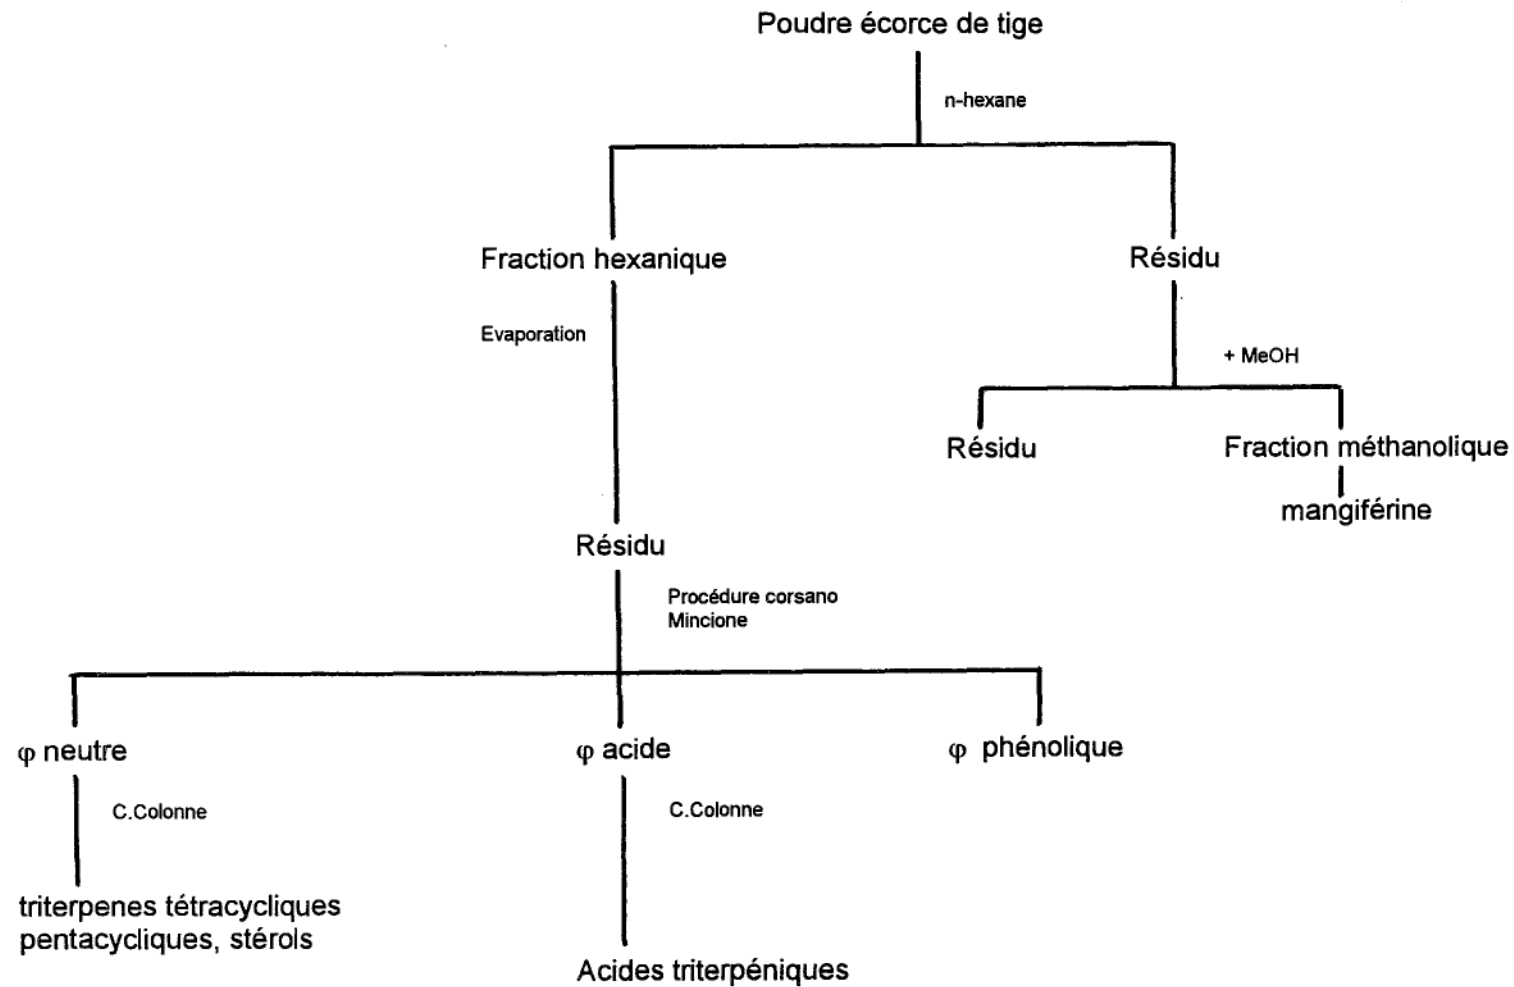 Poudre écorce de tige
n-hexane
Fraction hexanique
Résidu
Evaporation
+ MeOH
Résidu
Fraction méthanolique
mangiférine
Résidu
Procédure corsano
Mincione
φ neutre
φ acide
φ phénolique
C.Colonne
C.Colonne
triterpenes tétracycliques
pentacycliques, stérols
Acides triterpéniques